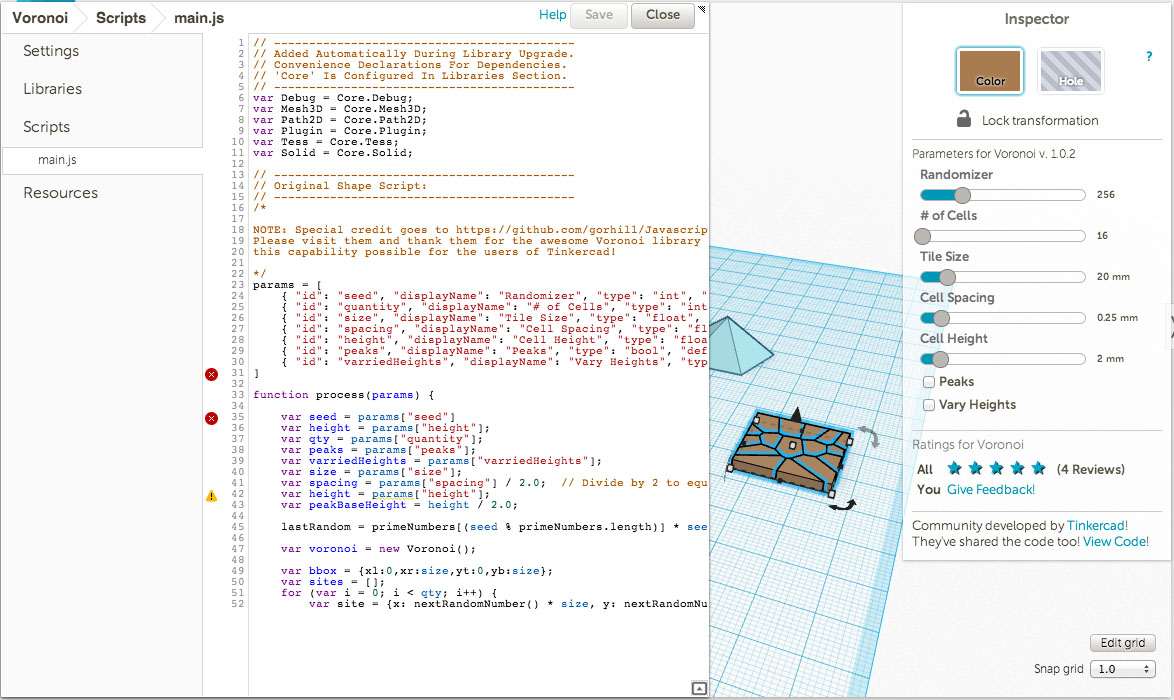 Voronoi Scripts main.js Help Save Close
Settings
Libraries
Scripts
main.js
Resources
1 // -------------------------------------------
2 // Added Automatically During Library Upgrade.
3 // Convenience Declarations For Dependencies.
4 // 'Core' Is Configured In Libraries Section.
5 // -------------------------------------------
6 var Debug = Core.Debug;
7 var Mesh3D = Core.Mesh3D;
8 var Path2D = Core.Path2D;
9 var Plugin = Core.Plugin;
10 var Tess = Core.Tess;
11 var Solid = Core.Solid;
12
13 // -------------------------------------------
14 // Original Shape Script:
15 // -------------------------------------------
16 /*
17
18 NOTE: Special credit goes to https://github.com/gorhill/Javascrip
19 Please visit them and thank them for the awesome Voronoi library
20 this capability possible for the users of Tinkercad!
21
22 */
23 params = [
24 { "id": "seed", "displayName": "Randomizer", "type": "int", "
25 { "id": "quantity", "displayName": "# of Cells", "type": "int
26 { "id": "size", "displayName": "Tile Size", "type": "float",
27 { "id": "spacing", "displayName": "Cell Spacing", "type": "fl
28 { "id": "height", "displayName": "Cell Height", "type": "floa
29 { "id": "peaks", "displayName": "Peaks", "type": "bool", "def
30 { "id": "varriedHeights", "displayName": "Vary Heights", "typ
31 ]
32
33 function process(params) {
34
35 var seed = params["seed"]
36 var height = params["height"];
37 var qty = params["quantity"];
38 var peaks = params["peaks"];
39 var varriedHeights = params["varriedHeights"];
40 var size = params["size"];
41 var spacing = params["spacing"] / 2.0; // Divide by 2 to equ
42 var height = params["height"];
43 var peakBaseHeight = height / 2.0;
44
45 lastRandom = primeNumbers[(seed % primeNumbers.length)] * see
46
47 var voronoi = new Voronoi();
48
49 var bbox = {xl:0,xr:size,yt:0,yb:size};
50 var sites = [];
51 for (var i = 0; i < qty; i++) {
52 var site = {x: nextRandomNumber() * size, y: nextRandomNu
Inspector
Color Hole ?
Lock transformation
Parameters for Voronoi v. 1.0.2
Randomizer
256
# of Cells
16
Tile Size
20 mm
Cell Spacing
0.25 mm
Cell Height
2 mm
Peaks
Vary Heights
Ratings for Voronoi
All (4 Reviews)
You Give Feedback!
Community developed by Tinkercad!
They've shared the code too! View Code!
Edit grid
Snap grid 1.0